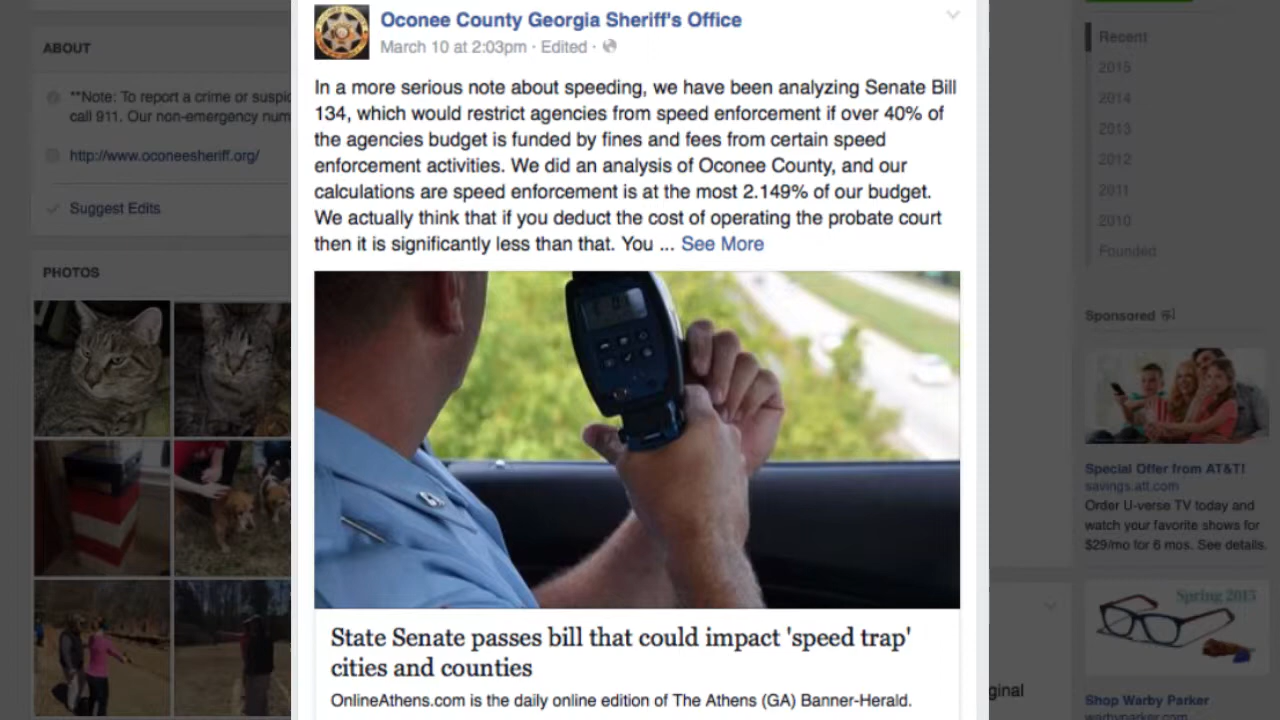 ABOUT
**Note: To report a crime or suspic
call 911. Our non-emergency num
http://www.oconeesheriff.org/
Suggest Edits
PHOTOS
Oconee County Georgia Sheriff's Office
March 10 at 2:03pm · Edited ·
In a more serious note about speeding, we have been analyzing Senate Bill
134, which would restrict agencies from speed enforcement if over 40% of
the agencies budget is funded by fines and fees from certain speed
enforcement activities. We did an analysis of Oconee County, and our
calculations are speed enforcement is at the most 2.149% of our budget.
We actually think that if you deduct the cost of operating the probate court
then it is significantly less than that. You ... See More
State Senate passes bill that could impact 'speed trap'
cities and counties
OnlineAthens.com is the daily online edition of The Athens (GA) Banner-Herald.
Recent
2015
2014
2013
2012
2011
2010
Founded
Sponsored
Special Offer from AT&T!
savings.att.com
Order U-verse TV today and
watch your favorite shows for
$29/mo for 6 mos. See details.
ginal
Spring 2015
Shop Warby Parker
warbyparker.com